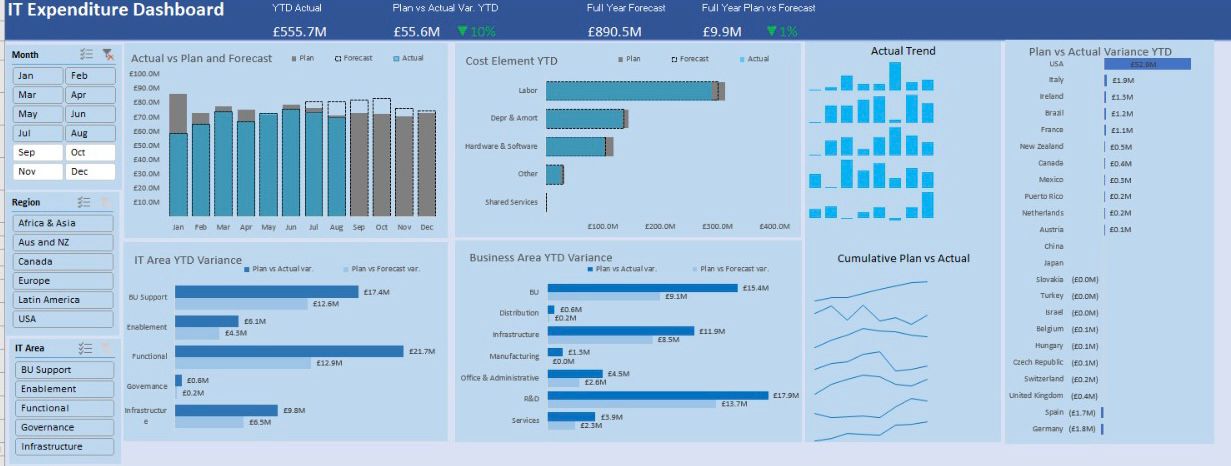 IT Expenditure Dashboard
YTD Actual
£555.7M
Plan vs Actual Var. YTD
£55.6M ▼10%
Full Year Forecast
£890.5M
Full Year Plan vs Forecast
£9.9M ▼1%
Month
Jan Feb
Mar Apr
May Jun
Jul Aug
Sep Oct
Nov Dec
Region
Africa & Asia
Aus and NZ
Canada
Europe
Latin America
USA
IT Area
BU Support
Enablement
Functional
Governance
Infrastructure
Actual vs Plan and Forecast
Plan Forecast Actual
£100.0M
£90.0M
£80.0M
£70.0M
£60.0M
£50.0M
£40.0M
£30.0M
£20.0M
£10.0M
Jan Feb Mar Apr May Jun Jul Aug Sep Oct Nov Dec
Cost Element YTD
Plan Forecast Actual
Labor
Depr & Amort
Hardware & Software
Other
Shared Services
£100.0M £200.0M £300.0M £400.0M
IT Area YTD Variance
Plan vs Actual var. Plan vs Forecast var.
BU Support £17.4M
£12.6M
Enablement £6.1M
£4.3M
Functional £21.7M
£12.9M
Governance £0.6M
£0.2M
Infrastructur
e
£9.8M
£6.5M
Business Area YTD Variance
Plan vs Actual var. Plan vs Forecast var.
BU £15.4M
£9.1M
Distribution £0.6M
£0.2M
Infrastructure £11.9M
£8.5M
Manufacturing £1.3M
£0.0M
Office & Administrative £4.5M
£2.6M
R&D £17.9M
£13.7M
Services £3.9M
£2.3M
Actual Trend
Cumulative Plan vs Actual
Plan vs Actual Variance YTD
USA
Italy £1.9M
Ireland £1.3M
Brazil £1.2M
France £1.1M
New Zealand £0.5M
Canada £0.4M
Mexico £0.3M
Puerto Rico £0.2M
Netherlands £0.2M
Austria £0.1M
China
Japan
Slovakia (£0.0M)
Turkey (£0.0M)
Israel (£0.0M)
Belgium (£0.1M)
Hungary (£0.1M)
Czech Republic (£0.1M)
Switzerland (£0.2M)
United Kingdom (£0.4M)
Spain (£1.7M)
Germany (£1.8M)